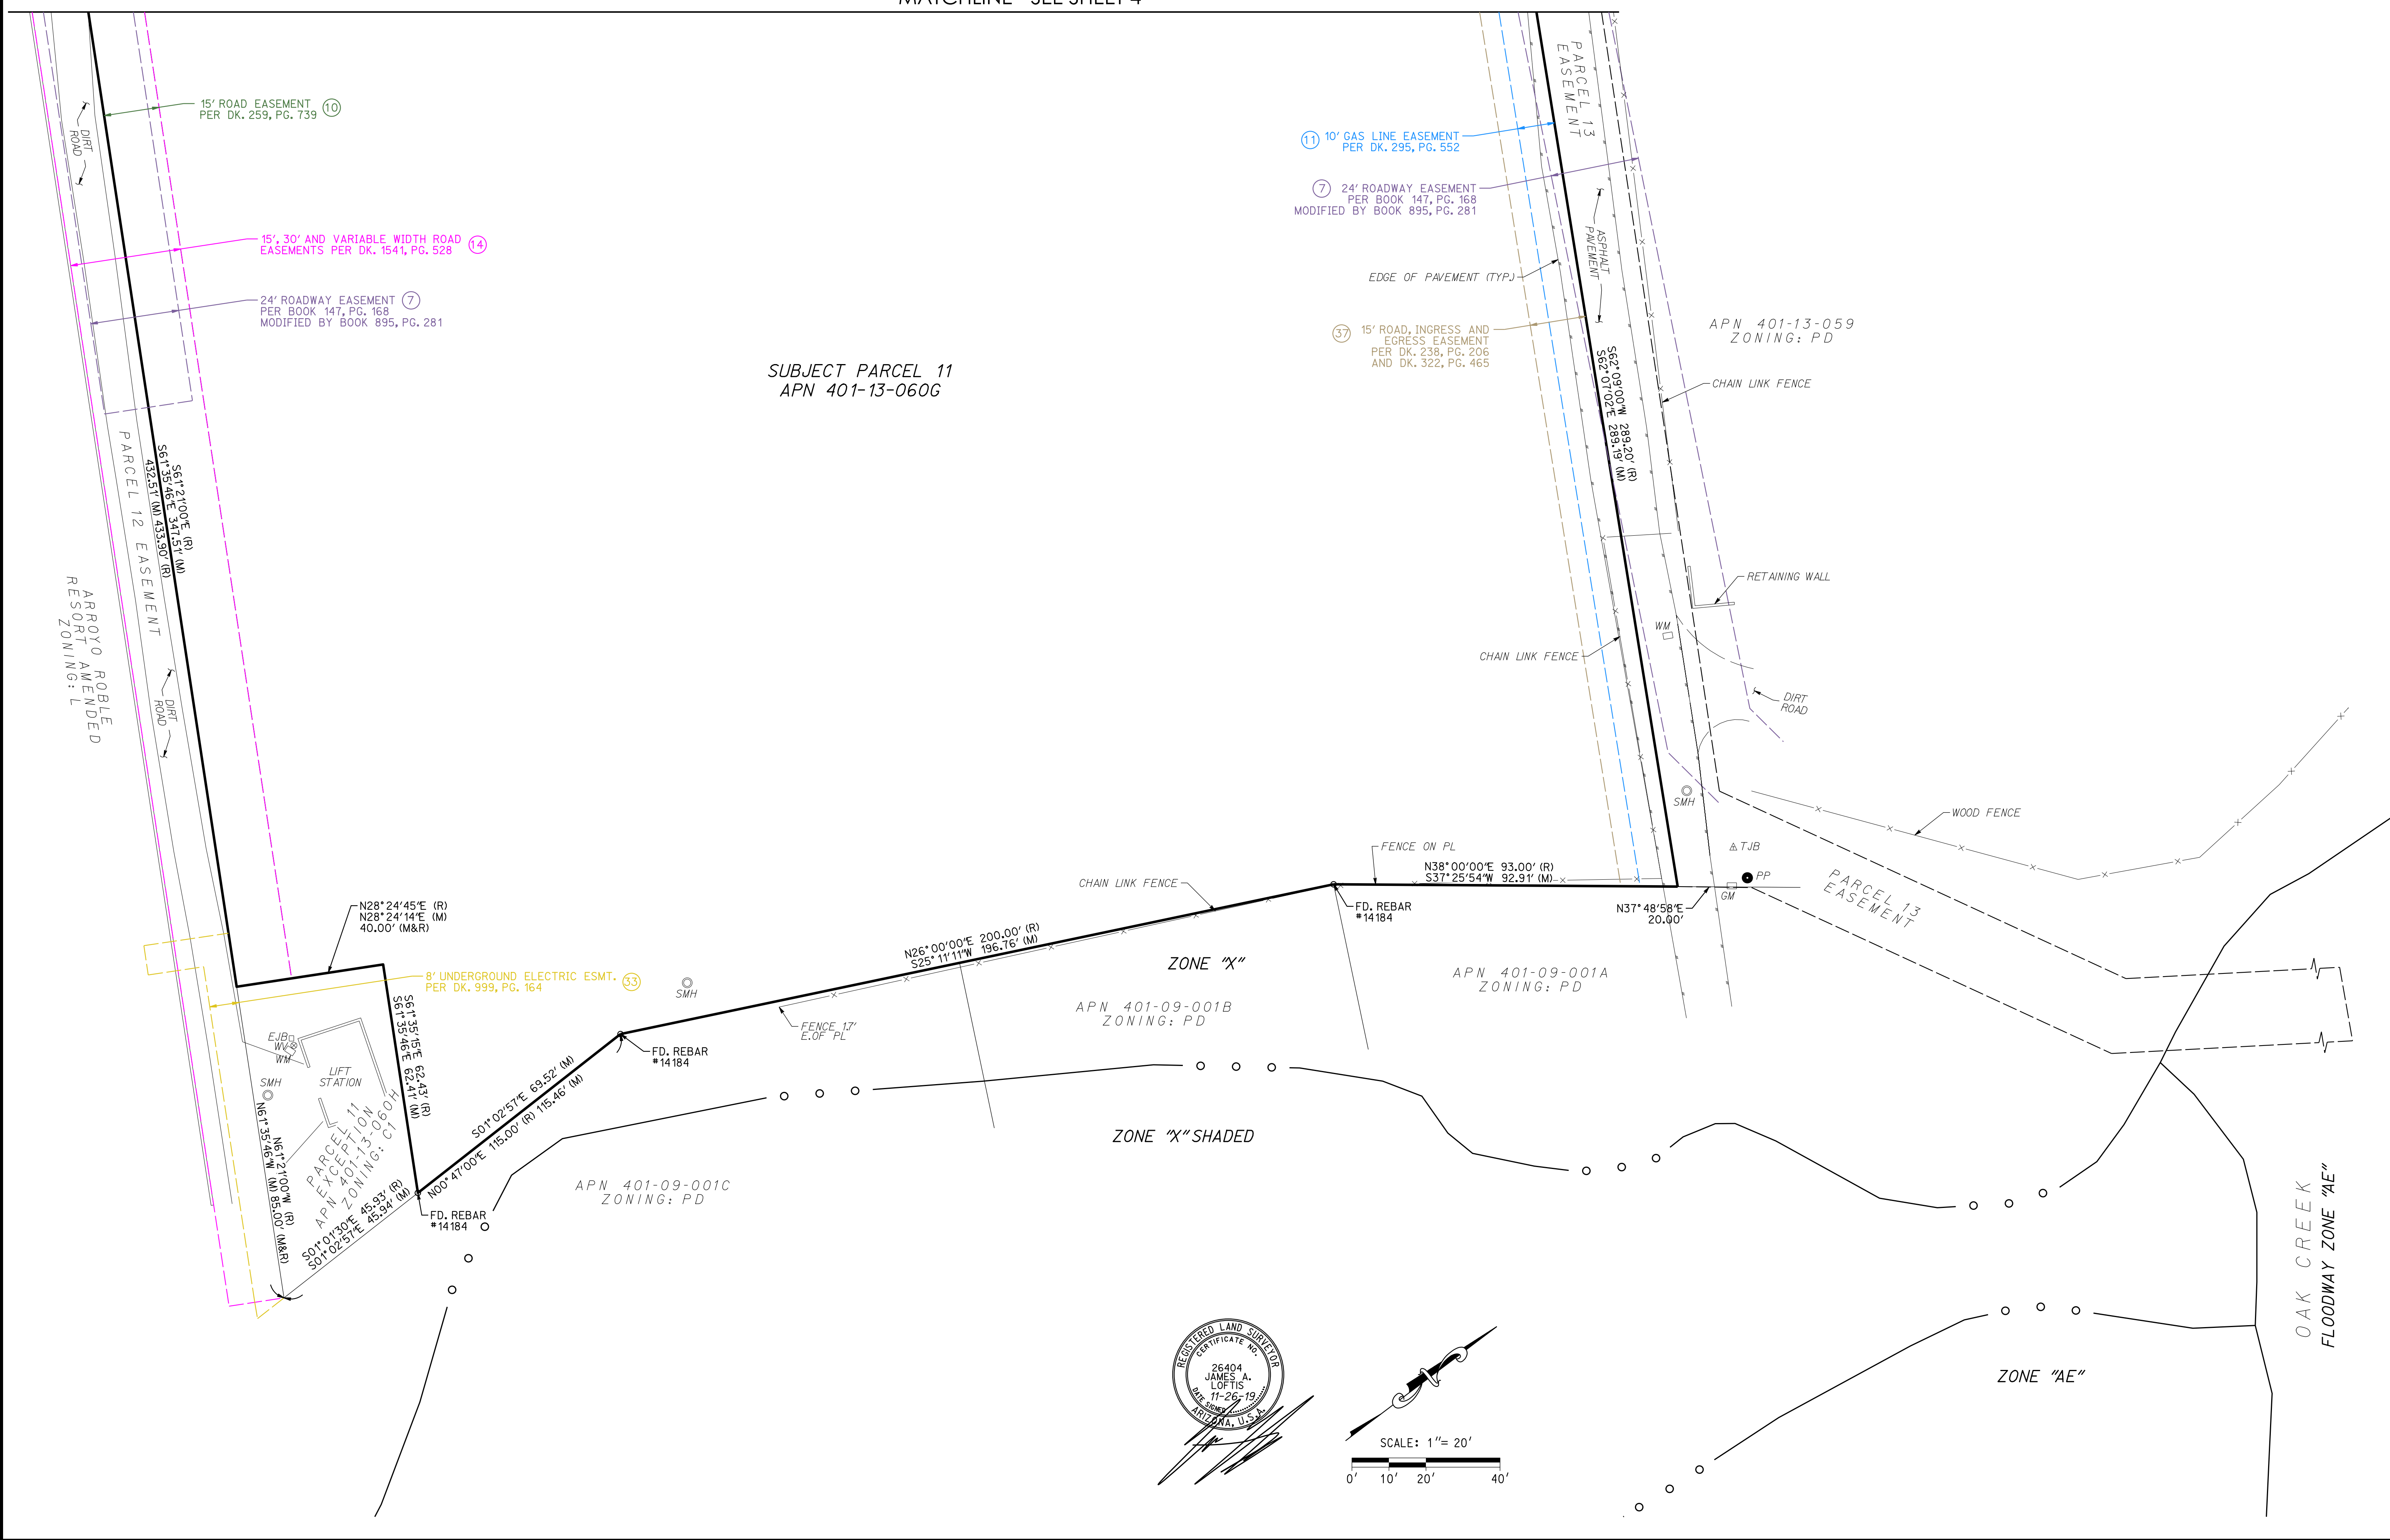 MATCHLINE - SEE SHEET 4
15' ROAD EASEMENT 10
PER DK. 259, PG. 739
DIRT
ROAD
15', 30' AND VARIABLE WIDTH ROAD
EASEMENTS PER DK. 1541, PG. 528 14
24' ROADWAY EASEMENT 7
PER BOOK 147, PG. 168
MODIFIED BY BOOK 895, PG. 281
PARCEL 12 EASEMENT
S61°21'00"E (R)
S61°35'46"E 347.51' (M)
432.51' (M) 433.90' (R)
ARROYO ROBLE
RESORT AMENDED
ZONING: L
DIRT
ROAD
SUBJECT PARCEL 11
APN 401-13-060G
PARCEL 13
EASEMENT
11 10' GAS LINE EASEMENT
PER DK. 295, PG. 552
7 24' ROADWAY EASEMENT
PER BOOK 147, PG. 168
MODIFIED BY BOOK 895, PG. 281
ASPHALT
PAVEMENT
EDGE OF PAVEMENT (TYP.)
37 15' ROAD, INGRESS AND
EGRESS EASEMENT
PER DK. 238, PG. 206
AND DK. 322, PG. 465
S62°09'00"W 289.20' (R)
S62°07'02"E 289.19' (M)
APN 401-13-059
ZONING: PD
CHAIN LINK FENCE
RETAINING WALL
WM
CHAIN LINK FENCE
DIRT
ROAD
SMH
WOOD FENCE
TJB
PP
GM
PARCEL 13
EASEMENT
FENCE ON PL
N38°00'00"E 93.00' (R)
S37°25'54"W 92.91' (M)
N37°48'58"E
20.00'
CHAIN LINK FENCE
FD. REBAR
#14184
N28°24'45"E (R)
N28°24'14"E (M)
40.00' (M&R)
N26°00'00"E 200.00' (R)
S25°11'11"W 196.76' (M)
ZONE "X"
APN 401-09-001A
ZONING: PD
8' UNDERGROUND ELECTRIC ESMT. 33
PER DK. 999, PG. 164
SMH
APN 401-09-001B
ZONING: PD
FENCE 1.7'
E.OF PL
S61°35'15"E 62.43' (R)
S61°35'46"E 62.41' (M)
EJB
WV
WM
FD. REBAR
#14184
LIFT
STATION
SMH
S01°02'57"E 69.52' (M)
N00°47'00"E 115.00' (R) 115.46' (M)
PARCEL 11
EXCEPTION
APN 401-13-060H
ZONING: C1
N61°21'00"W (R)
N61°35'46"W (M) 85.00' (M&R)
S01°01'30"E 45.93' (R)
S01°02'57"E 45.94' (M)
FD. REBAR
#14184
APN 401-09-001C
ZONING: PD
ZONE "X" SHADED
OAK CREEK
FLOODWAY ZONE "AE"
ZONE "AE"
REGISTERED LAND SURVEYOR
CERTIFICATE NO.
26404
JAMES A.
LOFTIS
11-26-19
DATE SIGNED
ARIZONA, U.S.A.
SCALE: 1"= 20'
0' 10' 20' 40'